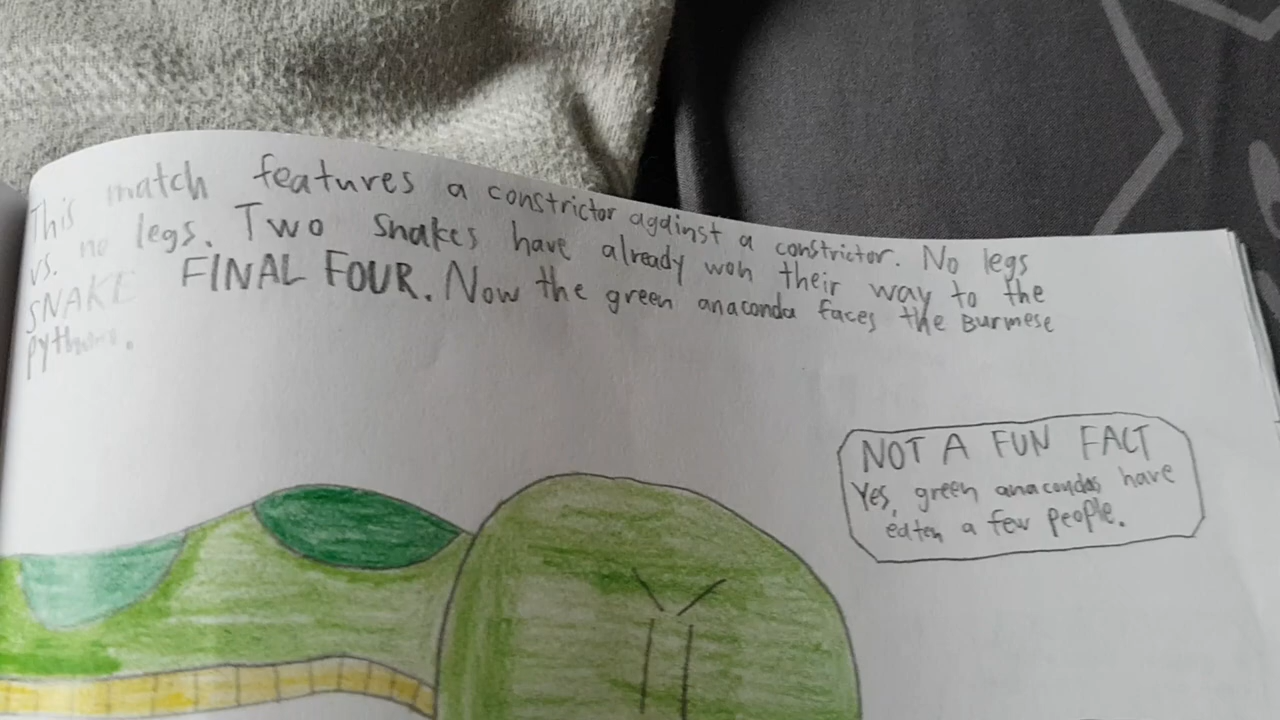 This match features a constrictor against a constrictor. No legs
vs. no legs. Two snakes have already won their way to the
SNAKE FINAL FOUR. Now the green anaconda faces the Burmese
python.
NOT A FUN FACT
Yes, green anacondas have
eaten a few people.